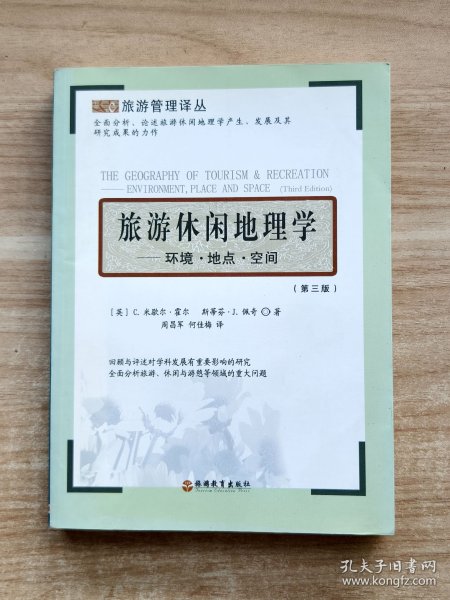 旅游管理译丛
全面分析、论述旅游休闲地理学产生、发展及其
研究成果的力作
THE GEOGRAPHY OF TOURISM & RECREATION
——ENVIRONMENT, PLACE AND SPACE (Third Edition)
旅游休闲地理学
——环境·地点·空间
(第三版)
[英] C. 米歇尔·霍尔 斯蒂芬·J. 佩奇 ◎ 著
周昌军 何佳梅 译
回顾与评述对学科发展有重要影响的研究
全面分析旅游、休闲与游憩等领域的重大问题
旅游教育出版社
Tourism Education Press
孔夫子旧书网
www.kongfz.com